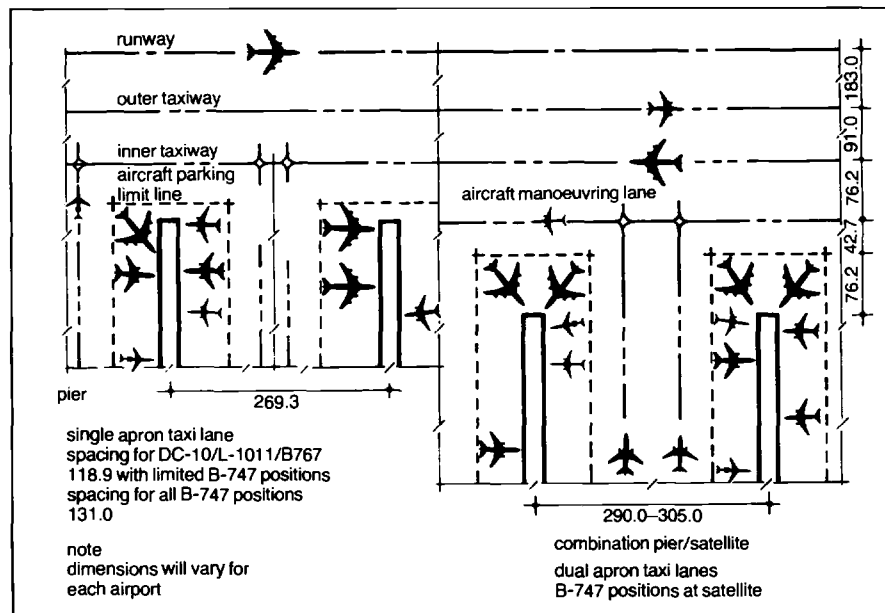 runway
outer taxiway
inner taxiway
aircraft parking
limit line
aircraft manoeuvring lane
183.0
91.0
76.2
42.7
76.2
pier
269.3
single apron taxi lane
spacing for DC-10/L-1011/B767
118.9 with limited B-747 positions
spacing for all B-747 positions
131.0
note
dimensions will vary for
each airport
290.0–305.0
combination pier/satellite
dual apron taxi lanes
B-747 positions at satellite